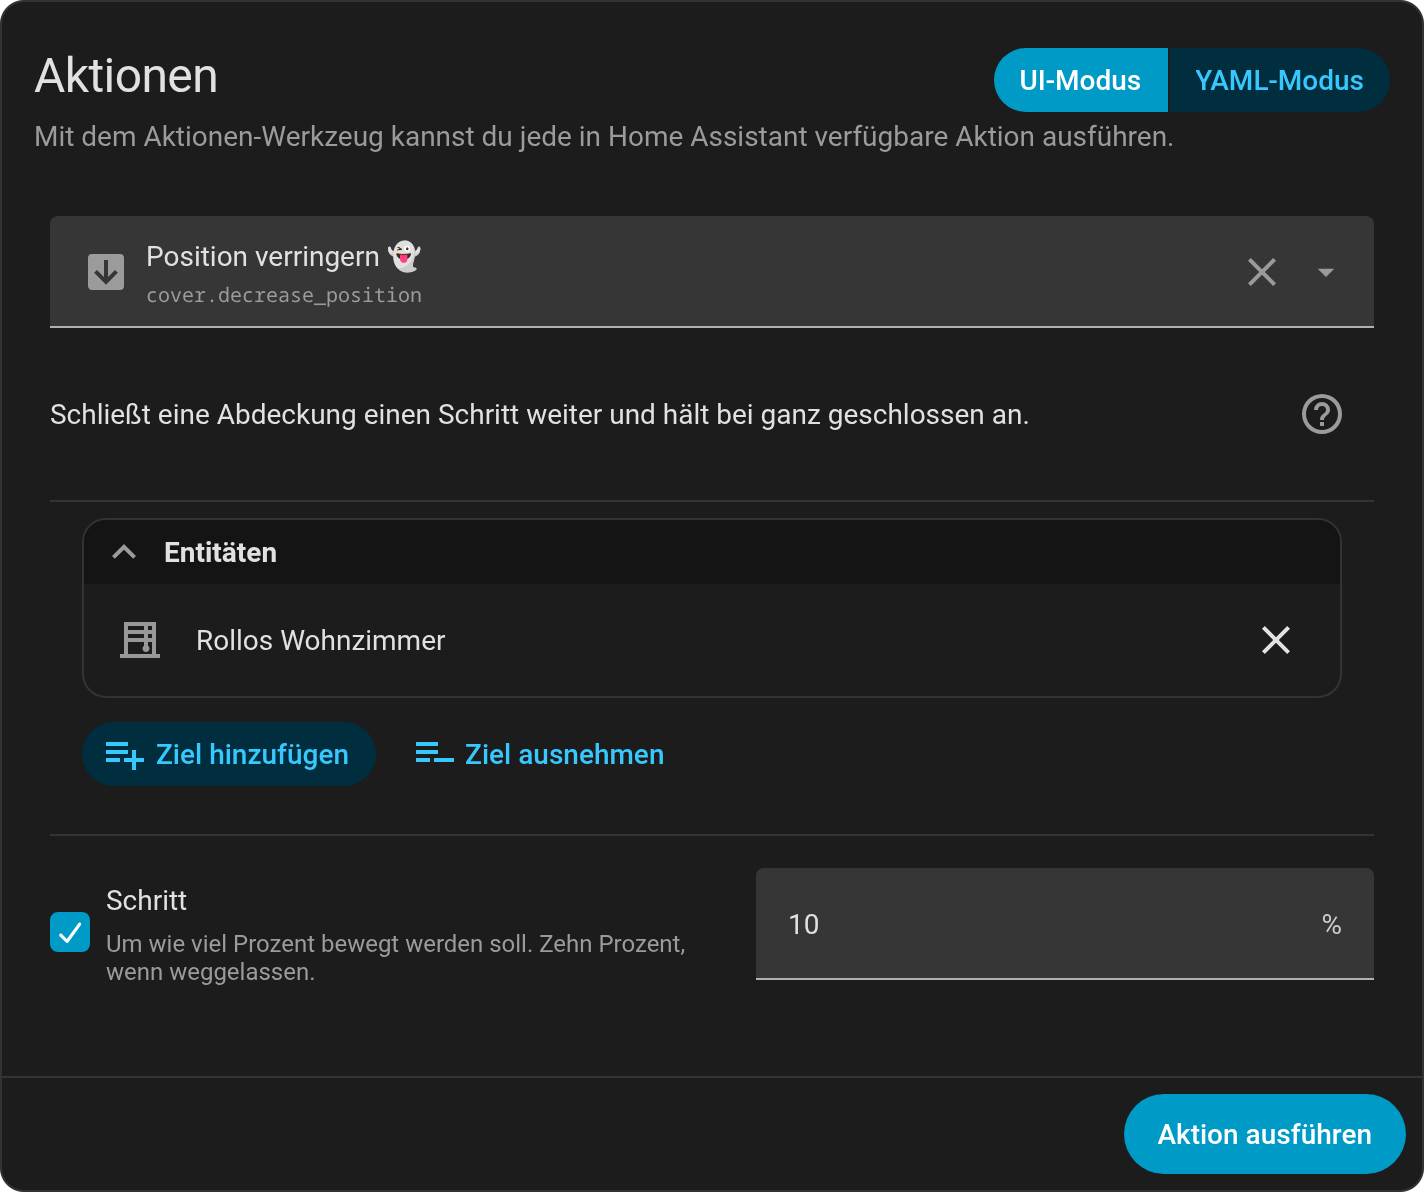 Aktionen
UI-Modus
YAML-Modus
Mit dem Aktionen-Werkzeug kannst du jede in Home Assistant verfügbare Aktion ausführen.
Position verringern 👻
cover.decrease_position
Schließt eine Abdeckung einen Schritt weiter und hält bei ganz geschlossen an.
Entitäten
Rollos Wohnzimmer
Ziel hinzufügen
Ziel ausnehmen
Schritt
Um wie viel Prozent bewegt werden soll. Zehn Prozent,
wenn weggelassen.
10
%
Aktion ausführen